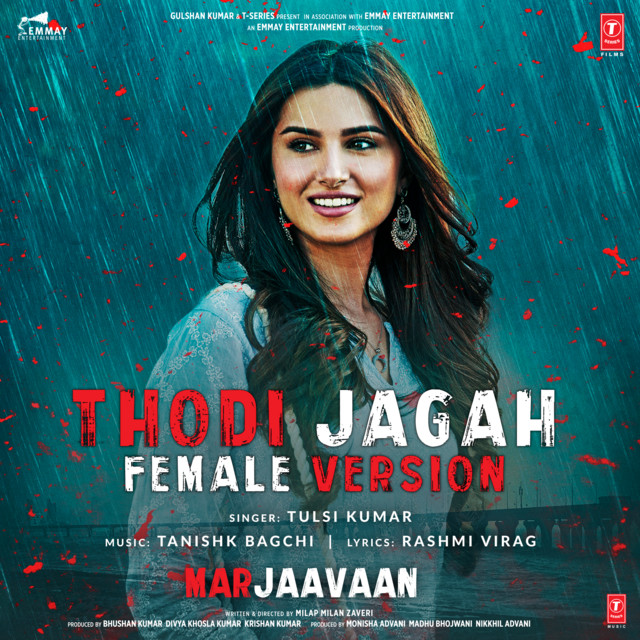 GULSHAN KUMAR & T-SERIES PRESENT IN ASSOCIATION WITH EMMAY ENTERTAINMENT
AN EMMAY ENTERTAINMENT PRODUCTION
EMMAY
ENTERTAINMENT
T
SERIES
FILMS
THODI JAGAH
FEMALE VERSION
SINGER: TULSI KUMAR
MUSIC: TANISHK BAGCHI | LYRICS: RASHMI VIRAG
MARJAAVAAN
WRITTEN & DIRECTED BY MILAP MILAN ZAVERI
PRODUCED BY BHUSHAN KUMAR DIVYA KHOSLA KUMAR KRISHAN KUMAR PRODUCED BY MONISHA ADVANI MADHU BHOJWANI NIKKHIL ADVANI
T
SERIES
MUSIC